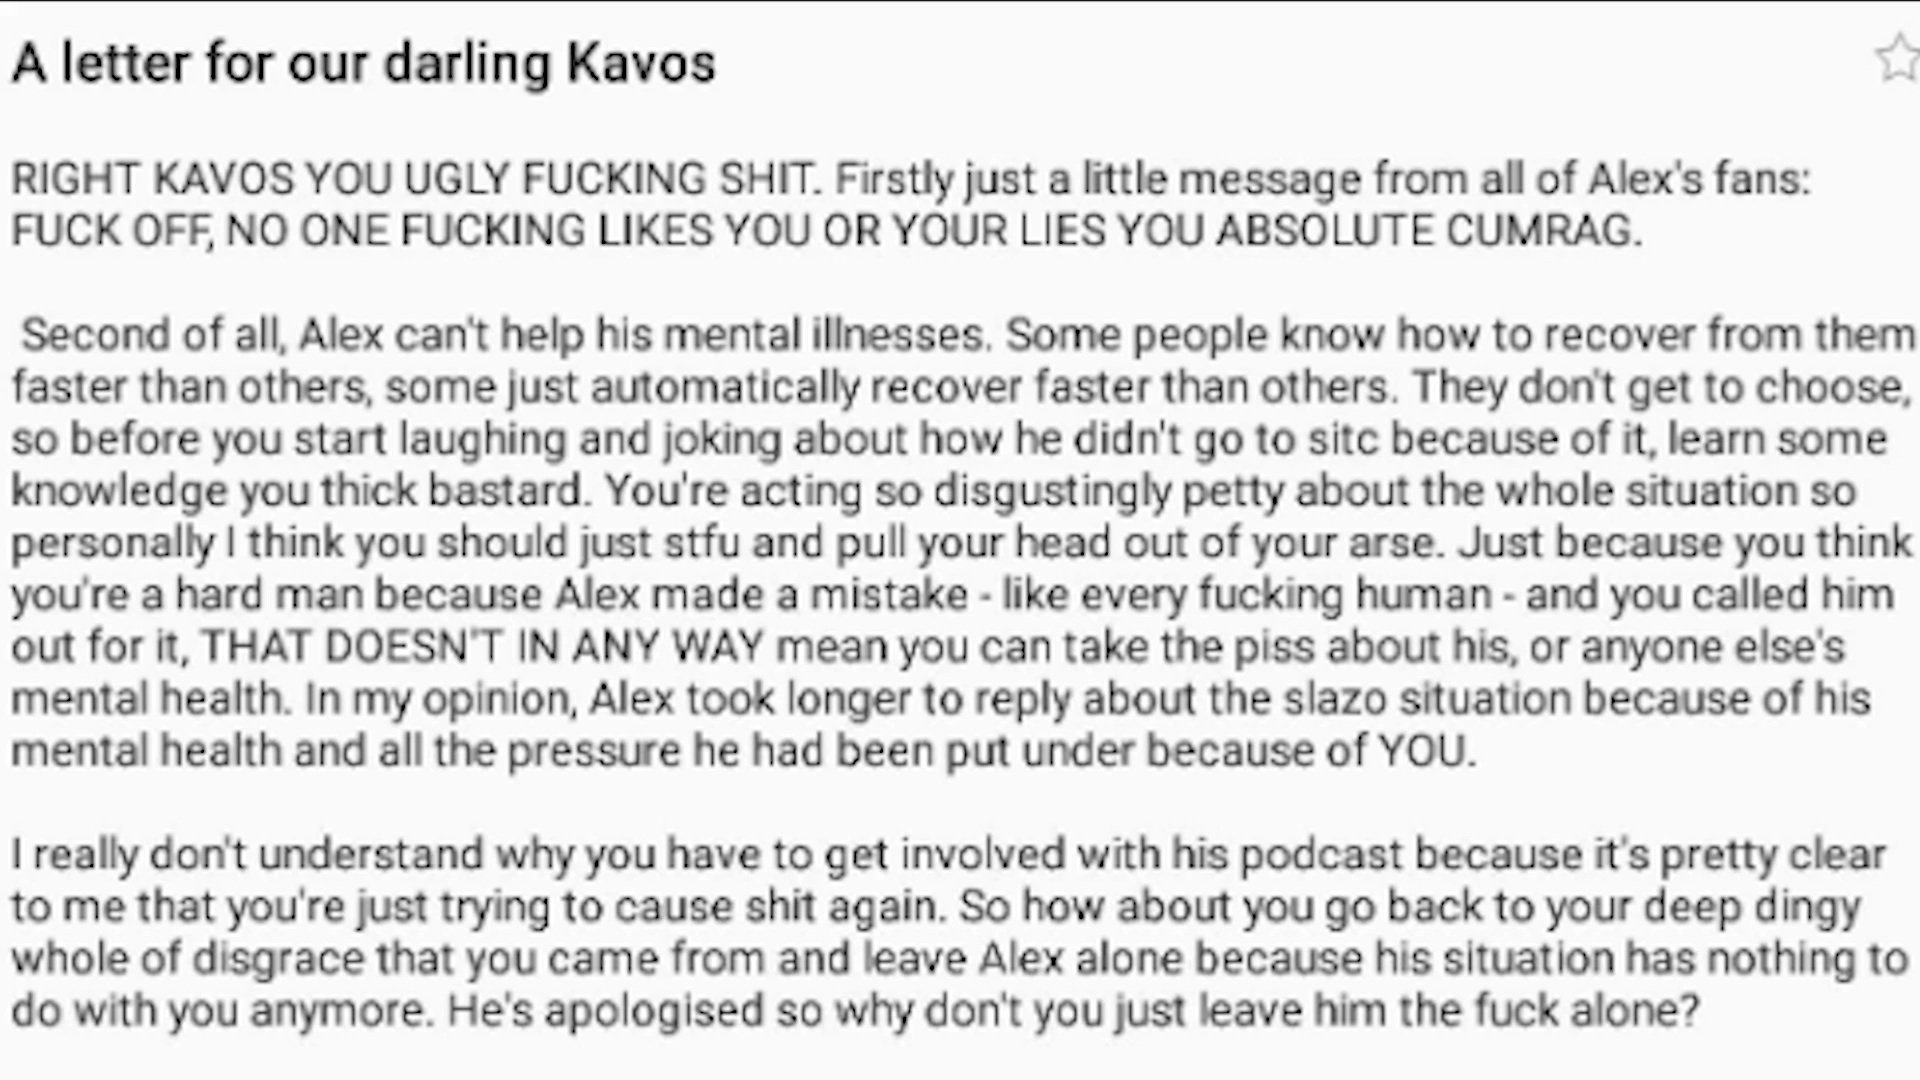 A letter for our darling Kavos
RIGHT KAVOS YOU UGLY FUCKING SHIT. Firstly just a little message from all of Alex's fans:
FUCK OFF, NO ONE FUCKING LIKES YOU OR YOUR LIES YOU ABSOLUTE CUMRAG.
Second of all, Alex can't help his mental illnesses. Some people know how to recover from them
faster than others, some just automatically recover faster than others. They don't get to choose,
so before you start laughing and joking about how he didn't go to sitc because of it, learn some
knowledge you thick bastard. You're acting so disgustingly petty about the whole situation so
personally I think you should just stfu and pull your head out of your arse. Just because you think
you're a hard man because Alex made a mistake - like every fucking human - and you called him
out for it, THAT DOESN'T IN ANY WAY mean you can take the piss about his, or anyone else's
mental health. In my opinion, Alex took longer to reply about the slazo situation because of his
mental health and all the pressure he had been put under because of YOU.
I really don't understand why you have to get involved with his podcast because it's pretty clear
to me that you're just trying to cause shit again. So how about you go back to your deep dingy
whole of disgrace that you came from and leave Alex alone because his situation has nothing to
do with you anymore. He's apologised so why don't you just leave him the fuck alone?